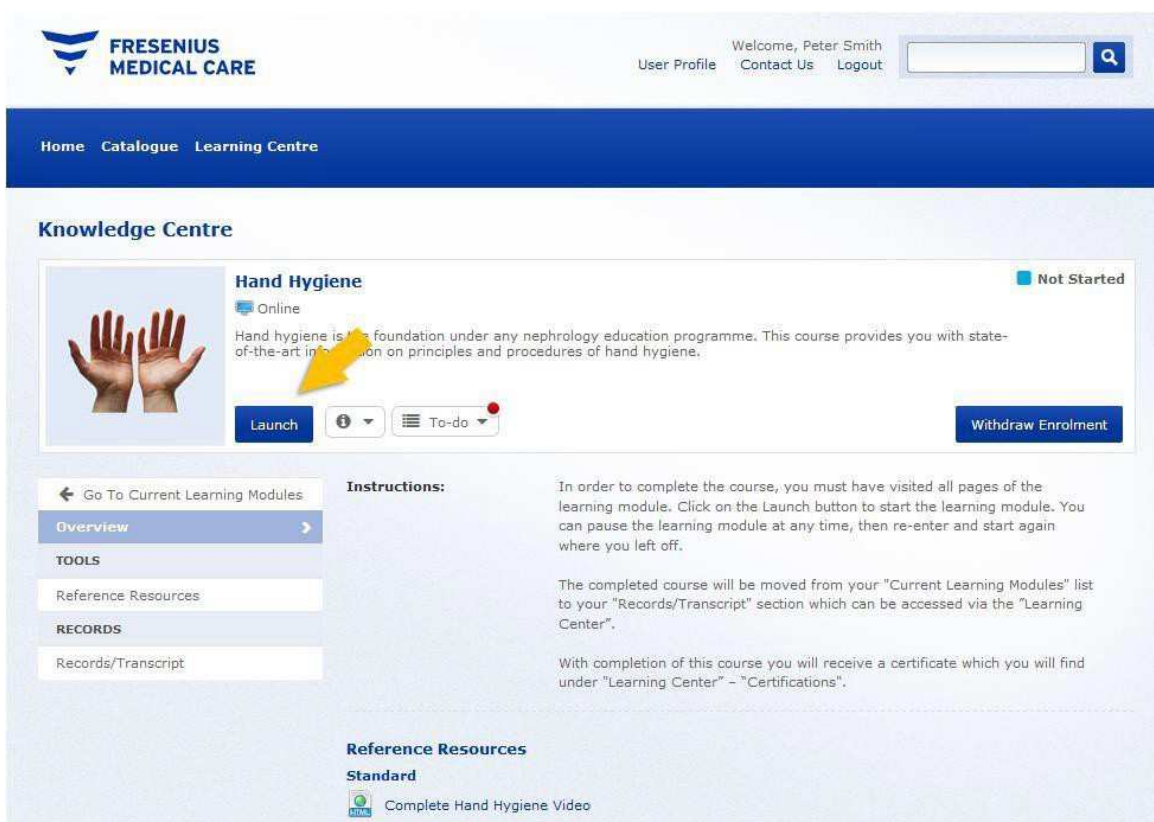 FRESENIUS
MEDICAL CARE
Welcome, Peter Smith
User Profile Contact Us Logout
Home Catalogue Learning Centre
Knowledge Centre
Hand Hygiene
Not Started
Online
Hand hygiene is foundation under any nephrology education programme. This course provides you with state-
of-the-art on principles and procedures of hand hygiene.
Launch
To-do
Withdraw Enrolment
Go To Current Learning Modules
Overview
TOOLS
Reference Resources
RECORDS
Records/Transcript
Instructions:
In order to complete the course, you must have visited all pages of the
learning module. Click on the Launch button to start the learning module. You
can pause the learning module at any time, then re-enter and start again
where you left off.
The completed course will be moved from your "Current Learning Modules" list
to your "Records/Transcript" section which can be accessed via the "Learning
Center".
With completion of this course you will receive a certificate which you will find
under "Learning Center" – "Certifications".
Reference Resources
Standard
HTML
Complete Hand Hygiene Video